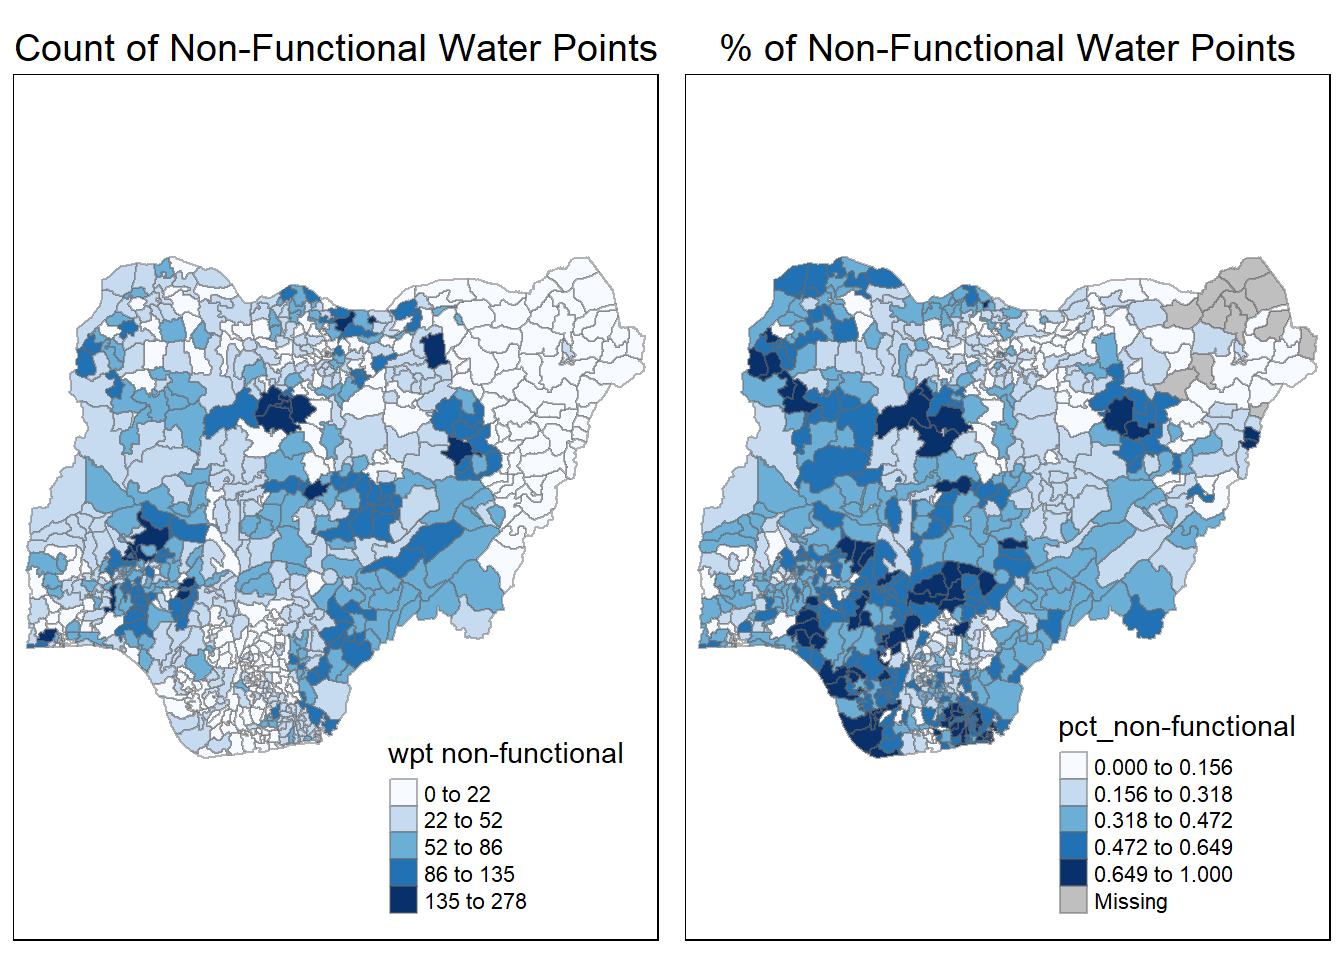 Count of Non-Functional Water Points
% of Non-Functional Water Points
wpt non-functional
0 to 22
22 to 52
52 to 86
86 to 135
135 to 278
pct_non-functional
0.000 to 0.156
0.156 to 0.318
0.318 to 0.472
0.472 to 0.649
0.649 to 1.000
Missing